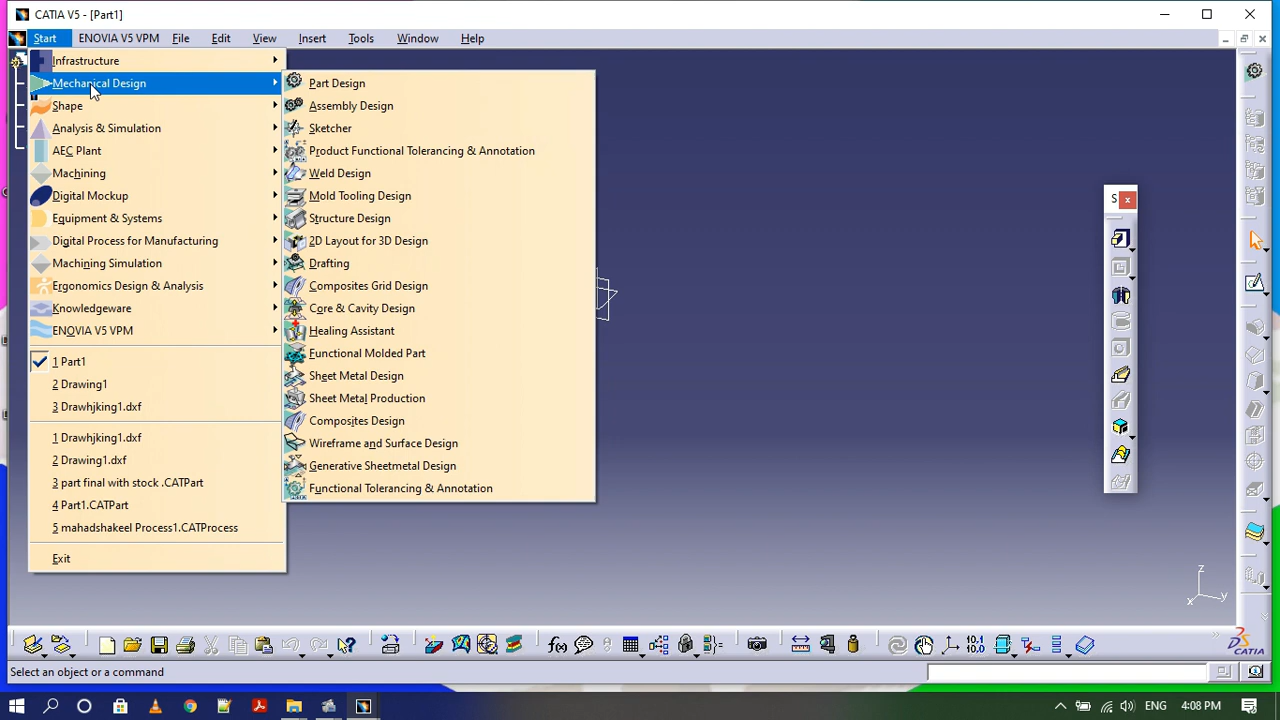 CATIA V5 - [Part1]
Start ENOVIA V5 VPM File Edit View Insert Tools Window Help
Infrastructure
Mechanical Design
Shape
Analysis & Simulation
AEC Plant
Machining
Digital Mockup
Equipment & Systems
Digital Process for Manufacturing
Machining Simulation
Ergonomics Design & Analysis
Knowledgeware
ENOVIA V5 VPM
1 Part1
2 Drawing1
3 Drawhjking1.dxf
1 Drawhjking1.dxf
2 Drawing1.dxf
3 part final with stock .CATPart
4 Part1.CATPart
5 mahadshakeel Process1.CATProcess
Exit
Part Design
Assembly Design
Sketcher
Product Functional Tolerancing & Annotation
Weld Design
Mold Tooling Design
Structure Design
2D Layout for 3D Design
Drafting
Composites Grid Design
Core & Cavity Design
Healing Assistant
Functional Molded Part
Sheet Metal Design
Sheet Metal Production
Composites Design
Wireframe and Surface Design
Generative Sheetmetal Design
Functional Tolerancing & Annotation
S x
z
x y
f(x)
10,1
10.0
CATIA
Select an object or a command
ENG 4:08 PM